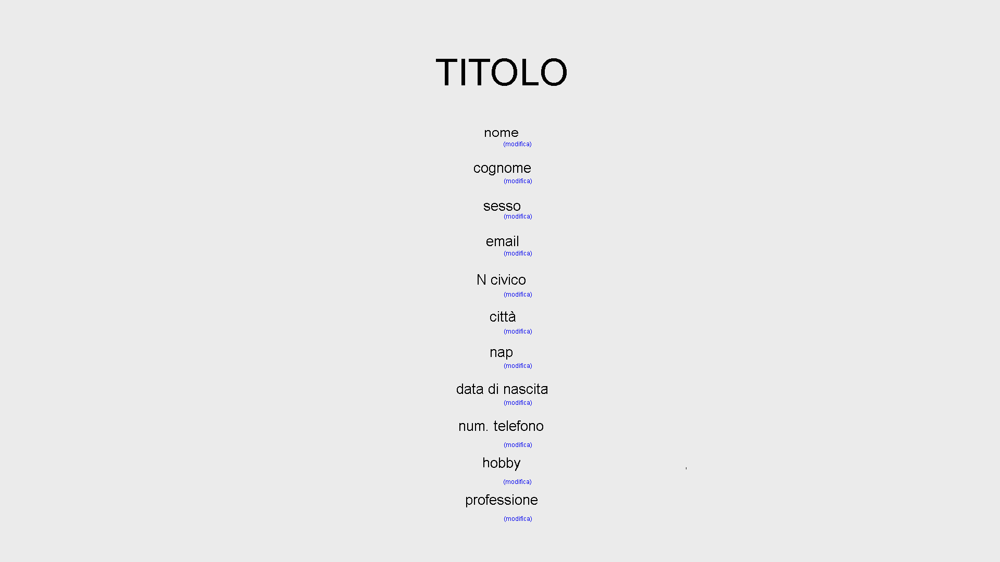 TITOLO
nome
(modifica)
cognome
(modifica)
sesso
(modifica)
email
(modifica)
N civico
(modifica)
città
(modifica)
nap
(modifica)
data di nascita
(modifica)
num. telefono
(modifica)
hobby
(modifica)
professione
(modifica)